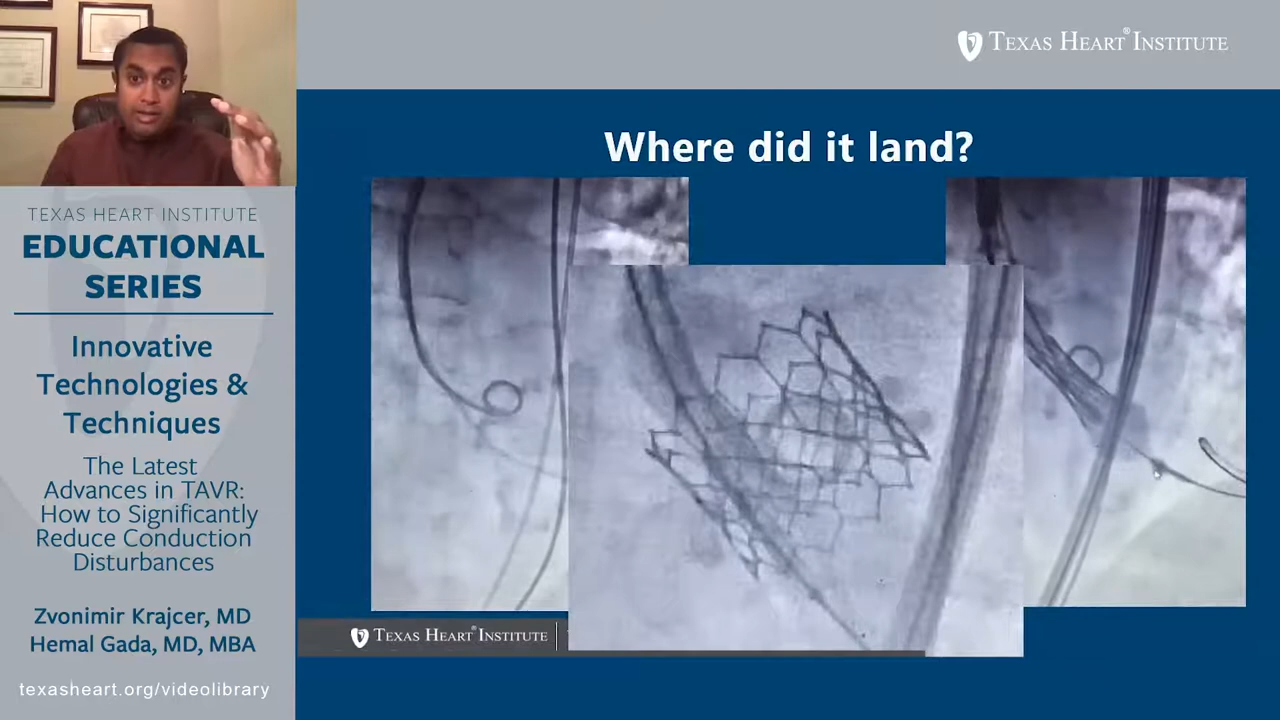 TEXAS HEART® INSTITUTE
Where did it land?
TEXAS HEART INSTITUTE
EDUCATIONAL
SERIES
Innovative
Technologies &
Techniques
The Latest
Advances in TAVR:
How to Significantly
Reduce Conduction
Disturbances
Zvonimir Krajcer, MD
Hemal Gada, MD, MBA
texasheart.org/videolibrary
TEXAS HEART® INSTITUTE